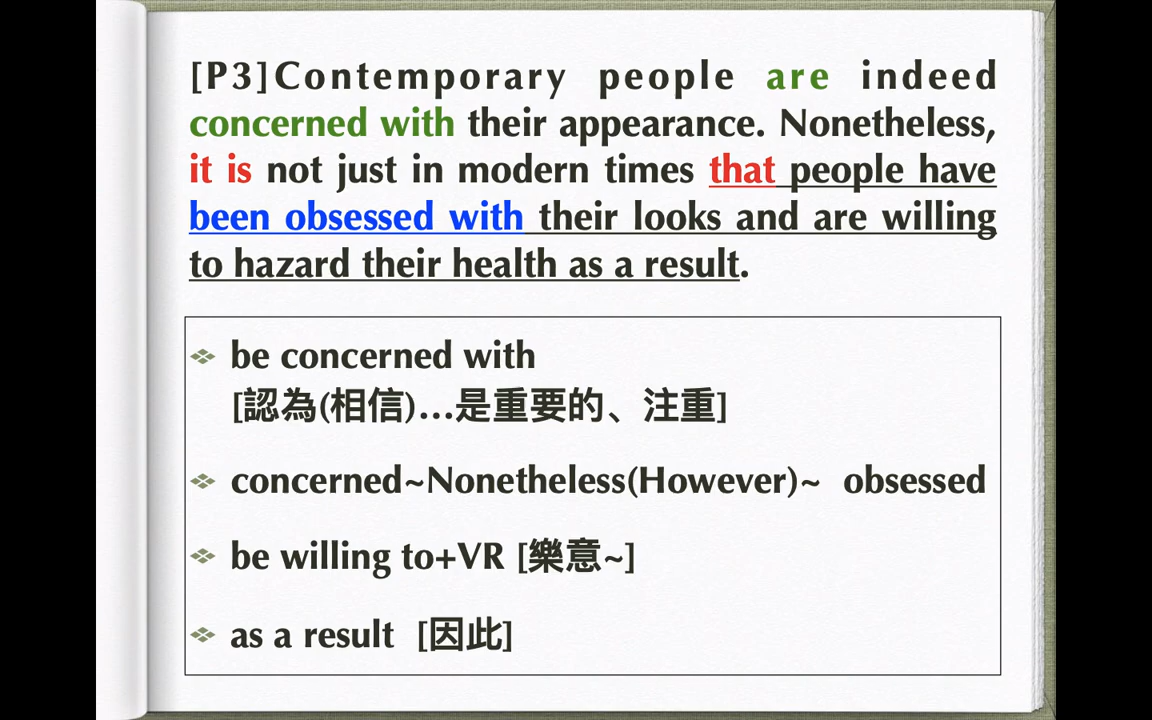 [P3]Contemporary people are indeed
concerned with their appearance. Nonetheless,
it is not just in modern times that people have
been obsessed with their looks and are willing
to hazard their health as a result.
be concerned with
[認為(相信)…是重要的、注重]
concerned~Nonetheless(However)~ obsessed
be willing to+VR [樂意~]
as a result [因此]